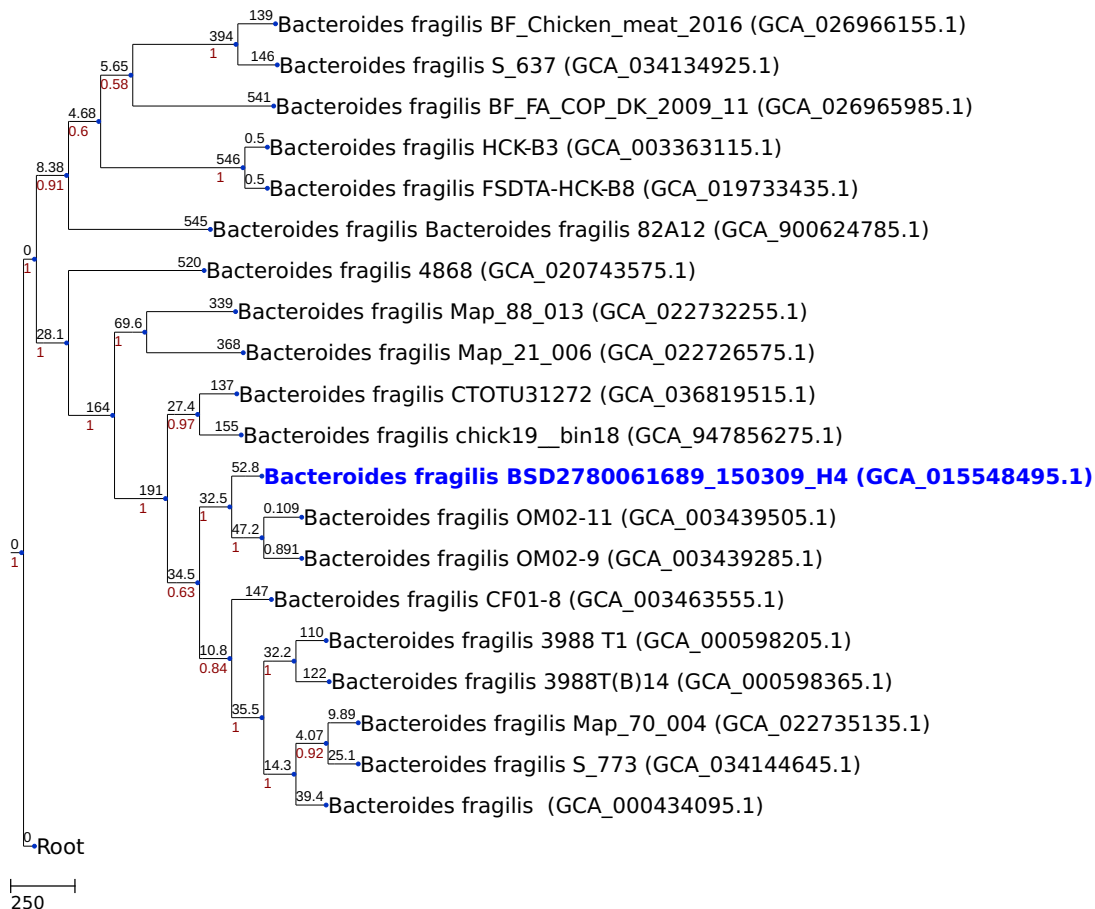 139
Bacteroides fragilis BF_Chicken_meat_2016 (GCA_026966155.1)
394
1
146
Bacteroides fragilis S_637 (GCA_034134925.1)
5.65
0.58
541
Bacteroides fragilis BF_FA_COP_DK_2009_11 (GCA_026965985.1)
4.68
0.6
0.5
Bacteroides fragilis HCK-B3 (GCA_003363115.1)
546
1
0.5
Bacteroides fragilis FSDTA-HCK-B8 (GCA_019733435.1)
8.38
0.91
545
Bacteroides fragilis Bacteroides fragilis 82A12 (GCA_900624785.1)
0
1
520
Bacteroides fragilis 4868 (GCA_020743575.1)
339
Bacteroides fragilis Map_88_013 (GCA_022732255.1)
69.6
1
28.1
1
368
Bacteroides fragilis Map_21_006 (GCA_022726575.1)
137
Bacteroides fragilis CTOTU31272 (GCA_036819515.1)
164
1
27.4
0.97
155
Bacteroides fragilis chick19__bin18 (GCA_947856275.1)
52.8
Bacteroides fragilis BSD2780061689_150309_H4 (GCA_015548495.1)
191
1
32.5
1
0.109
Bacteroides fragilis OM02-11 (GCA_003439505.1)
47.2
1
0.891
Bacteroides fragilis OM02-9 (GCA_003439285.1)
0
1
34.5
0.63
147
Bacteroides fragilis CF01-8 (GCA_003463555.1)
110
Bacteroides fragilis 3988 T1 (GCA_000598205.1)
10.8
0.84
32.2
1
122
Bacteroides fragilis 3988T(B)14 (GCA_000598365.1)
35.5
1
9.89
Bacteroides fragilis Map_70_004 (GCA_022735135.1)
4.07
0.92
25.1
Bacteroides fragilis S_773 (GCA_034144645.1)
14.3
1
39.4
Bacteroides fragilis (GCA_000434095.1)
0
Root
250